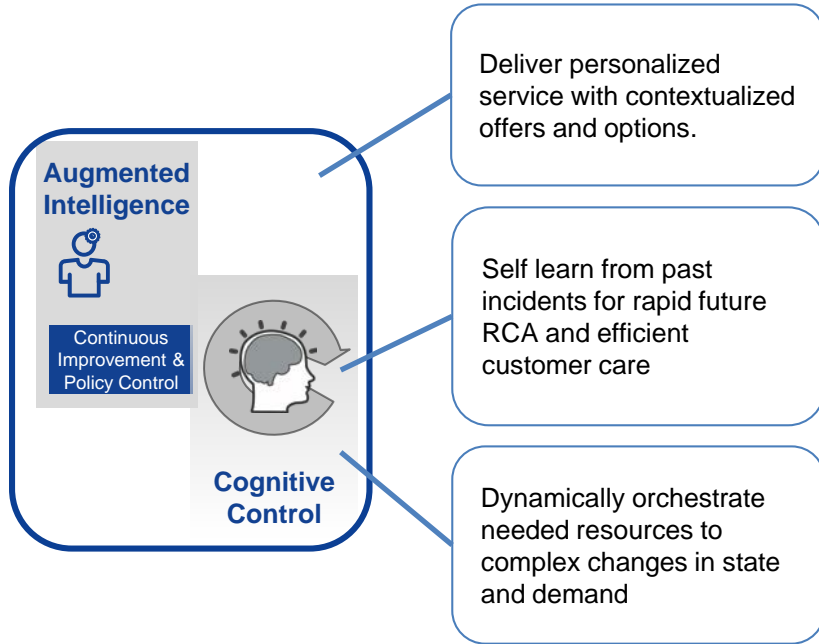 Augmented
Intelligence
Continuous
Improvement &
Policy Control
Cognitive
Control
Deliver personalized
service with contextualized
offers and options.
Self learn from past
incidents for rapid future
RCA and efficient
customer care
Dynamically orchestrate
needed resources to
complex changes in state
and demand